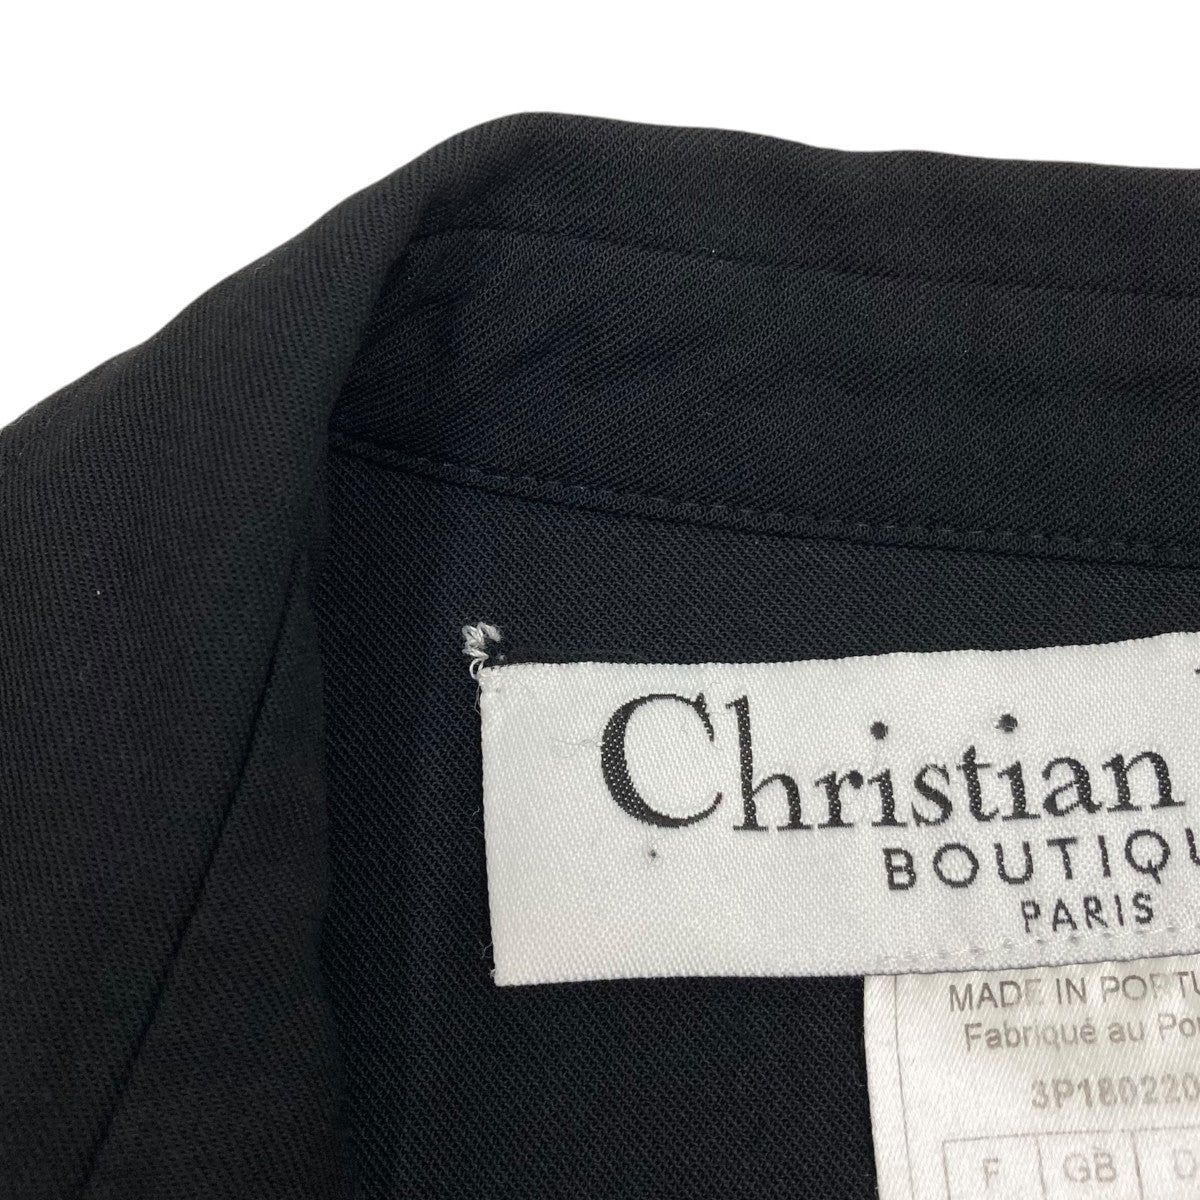 Christian
BOUTIQU
PARIS
MADE IN PORTU
Fabriqué au Por
3P180220
F GB D